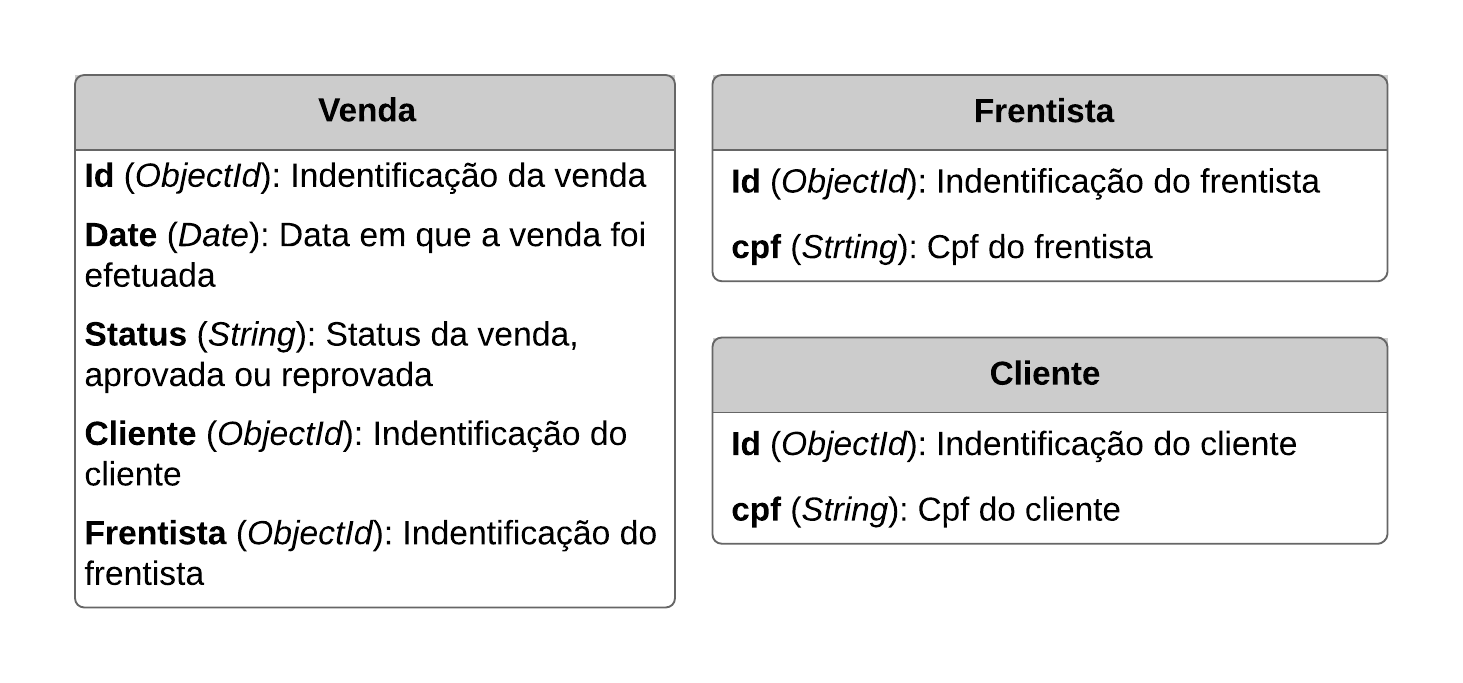 Venda
Id (ObjectId): Indentificação da venda
Date (Date): Data em que a venda foi
efetuada
Status (String): Status da venda,
aprovada ou reprovada
Cliente (ObjectId): Indentificação do
cliente
Frentista (ObjectId): Indentificação do
frentista
Frentista
Id (ObjectId): Indentificação do frentista
cpf (Strting): Cpf do frentista
Cliente
Id (ObjectId): Indentificação do cliente
cpf (String): Cpf do cliente